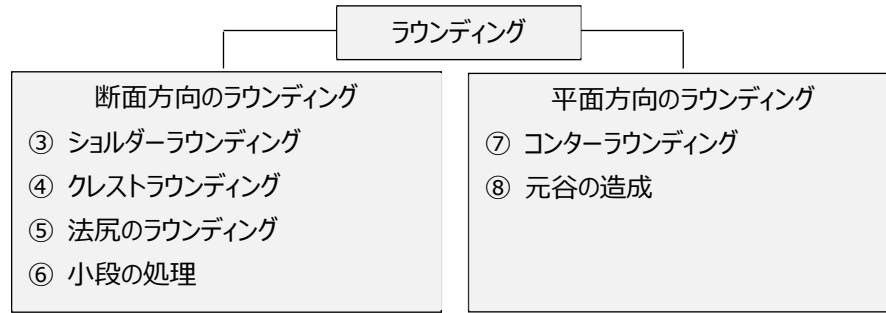 ラウンディング
断面方向のラウンディング
③ ショルダーラウンディング
④ クレストラウンディング
⑤ 法尻のラウンディング
⑥ 小段の処理
平面方向のラウンディング
⑦ コンターラウンディング
⑧ 元谷の造成